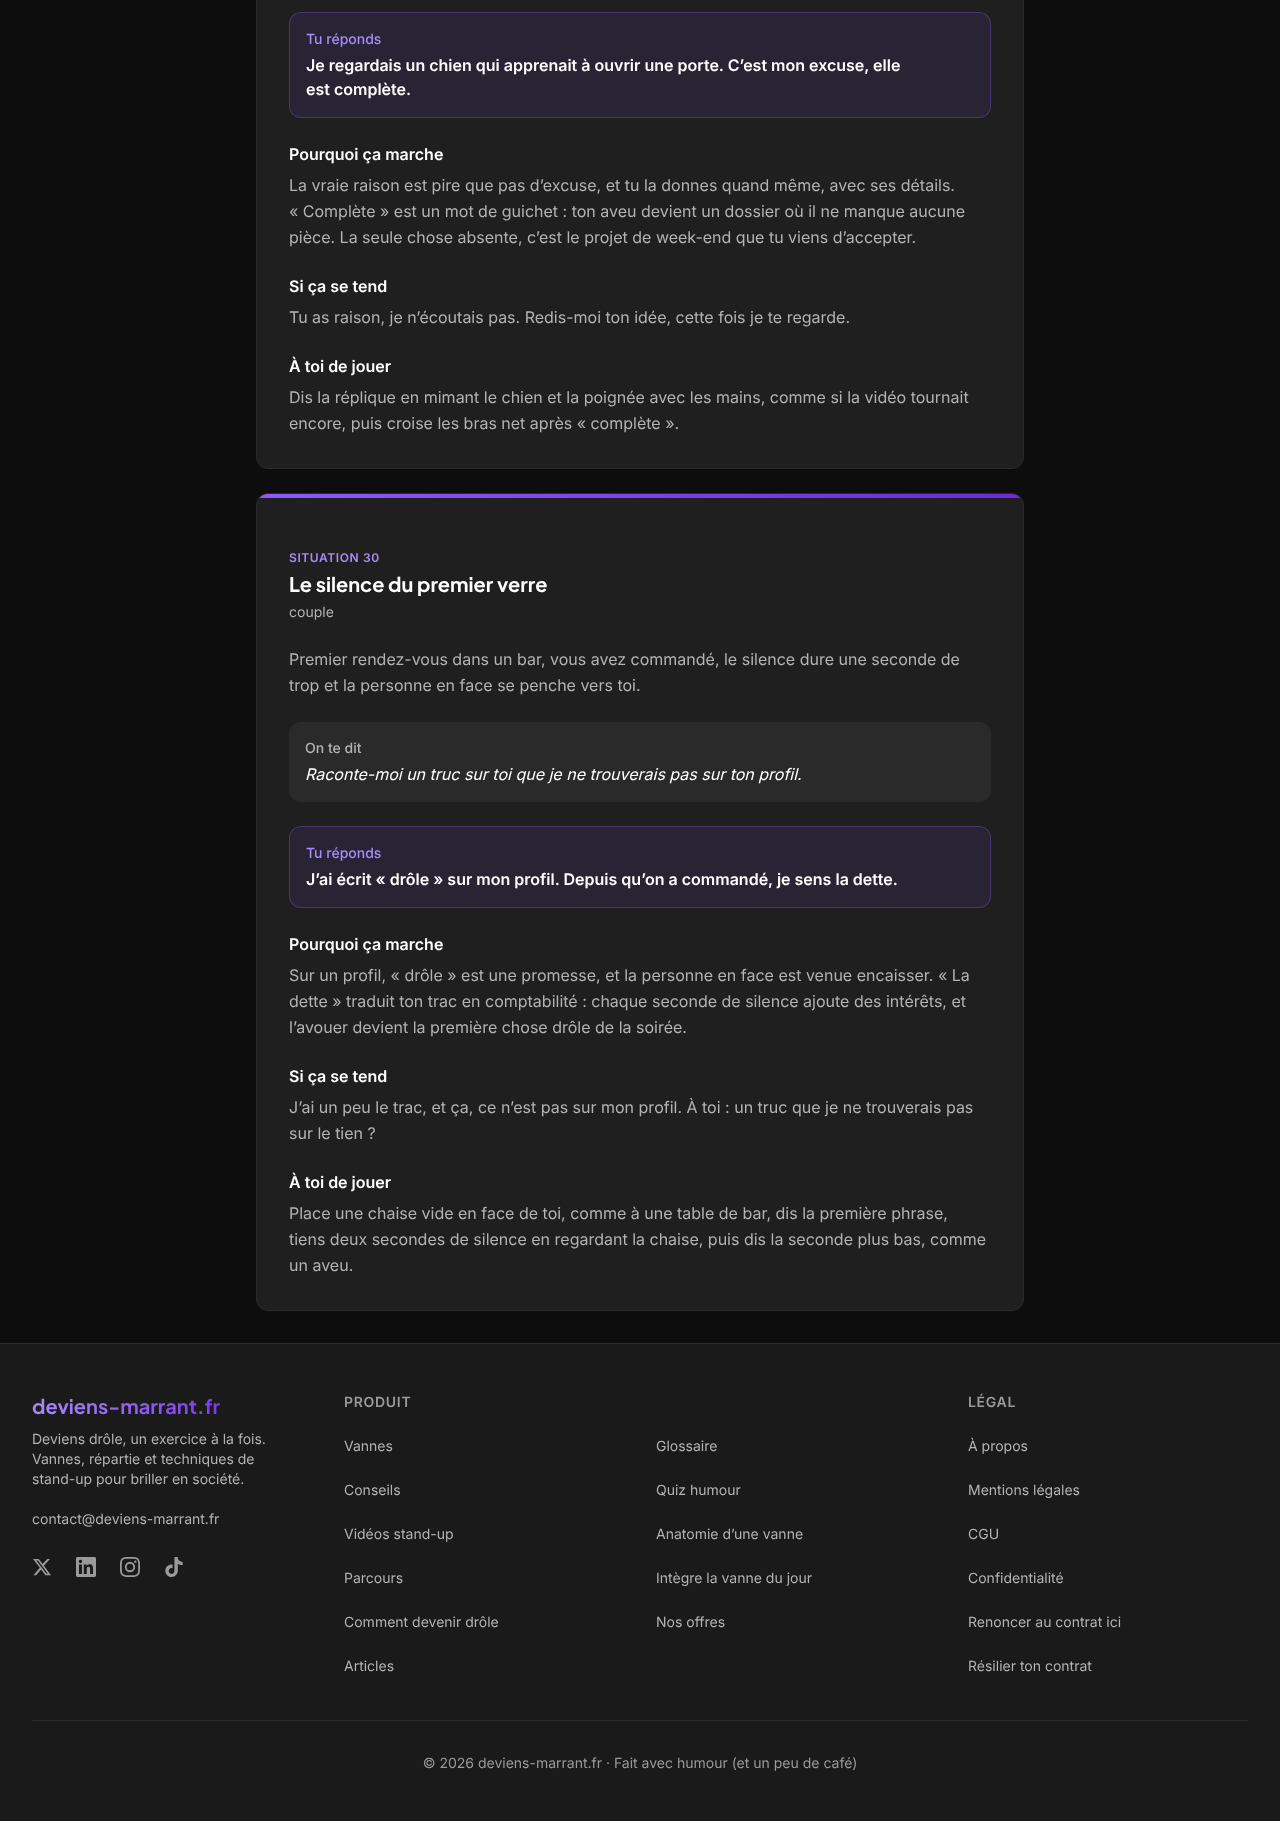 Tu réponds
Je regardais un chien qui apprenait à ouvrir une porte. C’est mon excuse, elle
est complète.
Pourquoi ça marche
La vraie raison est pire que pas d’excuse, et tu la donnes quand même, avec ses détails.
« Complète » est un mot de guichet : ton aveu devient un dossier où il ne manque aucune
pièce. La seule chose absente, c’est le projet de week-end que tu viens d’accepter.
Si ça se tend
Tu as raison, je n’écoutais pas. Redis-moi ton idée, cette fois je te regarde.
À toi de jouer
Dis la réplique en mimant le chien et la poignée avec les mains, comme si la vidéo tournait
encore, puis croise les bras net après « complète ».
SITUATION 30
Le silence du premier verre
couple
Premier rendez-vous dans un bar, vous avez commandé, le silence dure une seconde de
trop et la personne en face se penche vers toi.
On te dit
Raconte-moi un truc sur toi que je ne trouverais pas sur ton profil.
Tu réponds
J’ai écrit « drôle » sur mon profil. Depuis qu’on a commandé, je sens la dette.
Pourquoi ça marche
Sur un profil, « drôle » est une promesse, et la personne en face est venue encaisser. « La
dette » traduit ton trac en comptabilité : chaque seconde de silence ajoute des intérêts, et
l’avouer devient la première chose drôle de la soirée.
Si ça se tend
J’ai un peu le trac, et ça, ce n’est pas sur mon profil. À toi : un truc que je ne trouverais pas
sur le tien ?
À toi de jouer
Place une chaise vide en face de toi, comme à une table de bar, dis la première phrase,
tiens deux secondes de silence en regardant la chaise, puis dis la seconde plus bas, comme
un aveu.
deviens-marrant.fr
Deviens drôle, un exercice à la fois.
Vannes, répartie et techniques de
stand-up pour briller en société.
contact@deviens-marrant.fr
PRODUIT
Vannes
Conseils
Vidéos stand-up
Parcours
Comment devenir drôle
Articles
Glossaire
Quiz humour
Anatomie d’une vanne
Intègre la vanne du jour
Nos offres
LÉGAL
À propos
Mentions légales
CGU
Confidentialité
Renoncer au contrat ici
Résilier ton contrat
© 2026 deviens-marrant.fr · Fait avec humour (et un peu de café)